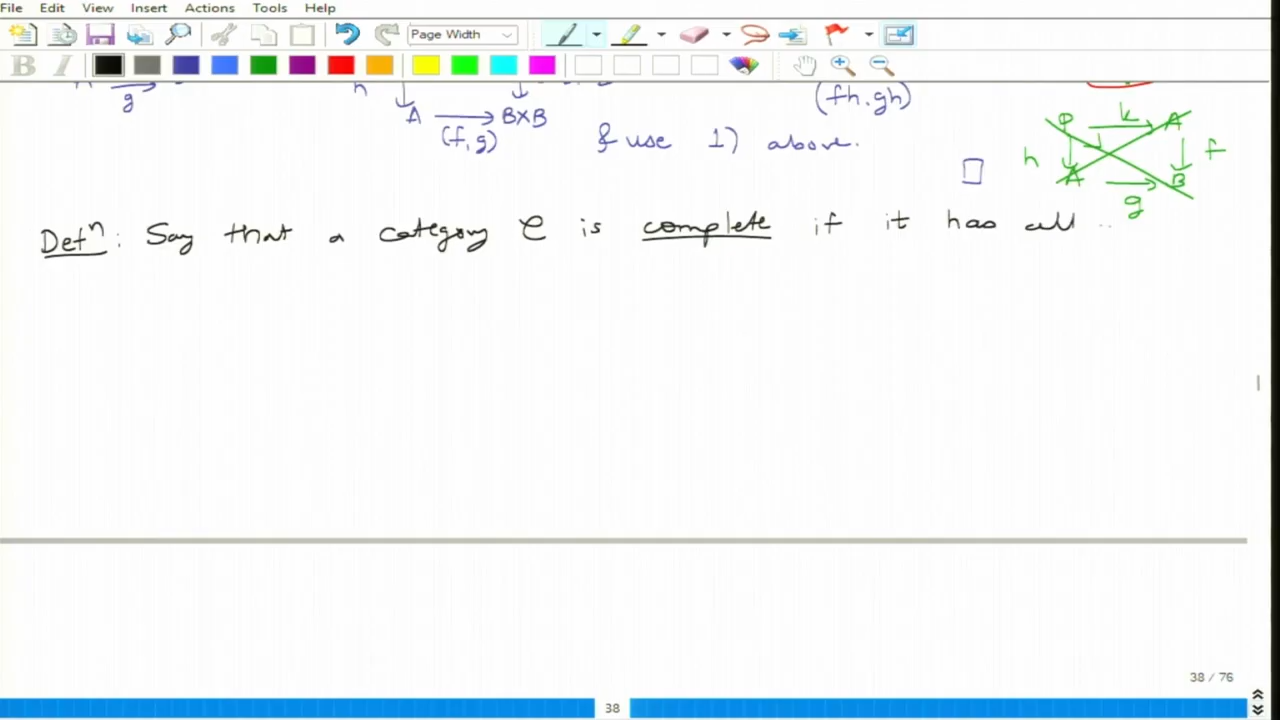 File Edit View Insert Actions Tools Help
Page Width
B I
g
h
A → B×B
(f,g)
(fh, gh)
& use 1) above. □
P k A
h f
A g B
Defⁿ: Say that a category C is complete if it has all
38 / 76
38